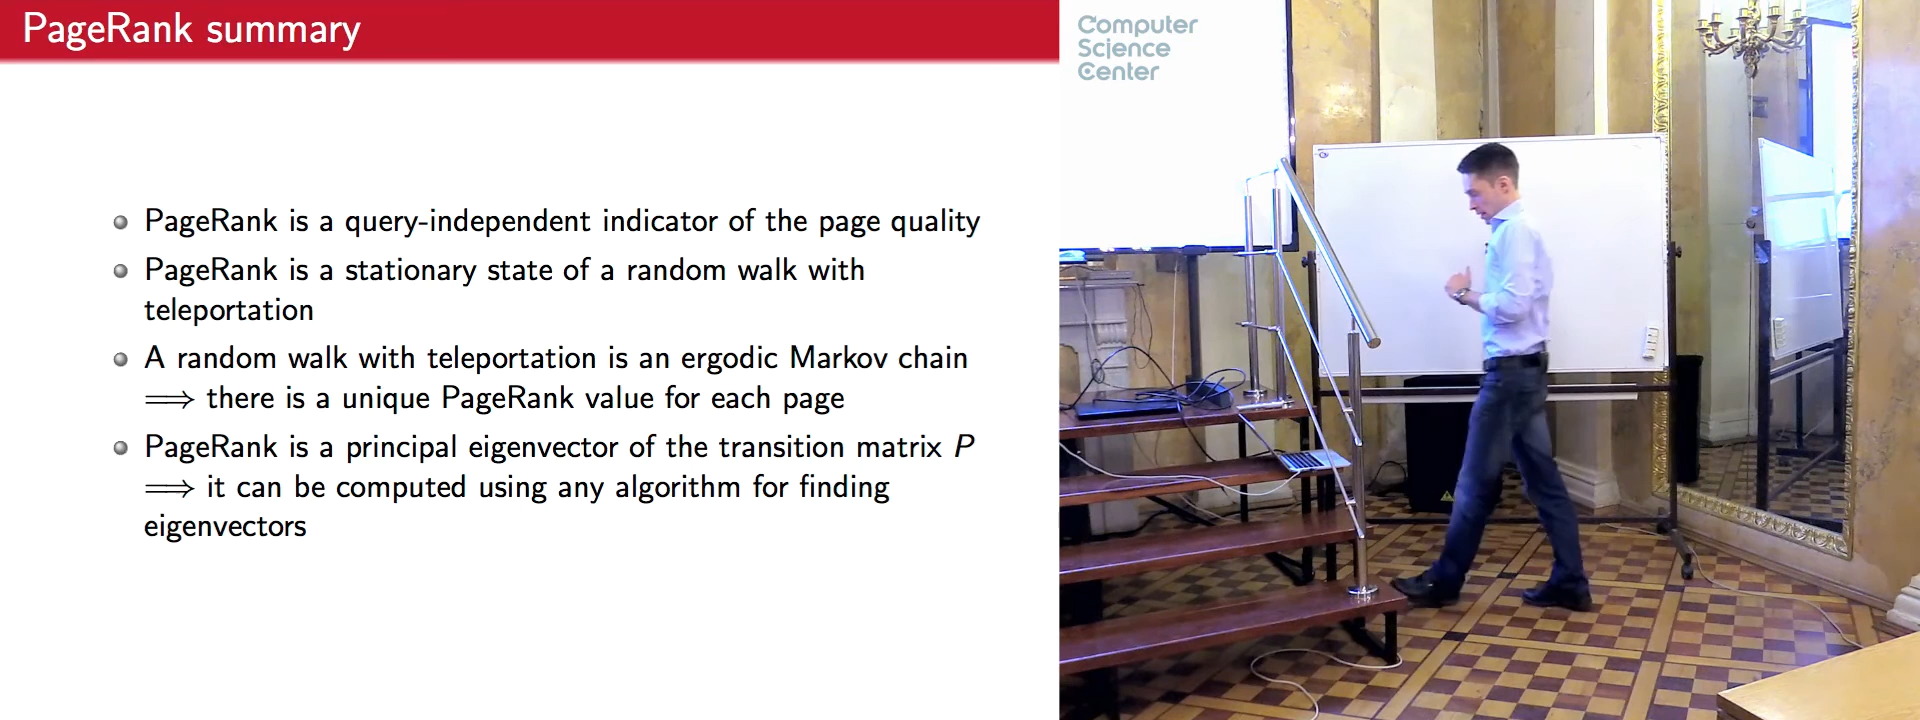 PageRank summary
PageRank is a query-independent indicator of the page quality
PageRank is a stationary state of a random walk with
teleportation
A random walk with teleportation is an ergodic Markov chain
⟹ there is a unique PageRank value for each page
PageRank is a principal eigenvector of the transition matrix P
⟹ it can be computed using any algorithm for finding
eigenvectors
Computer
Science
Center